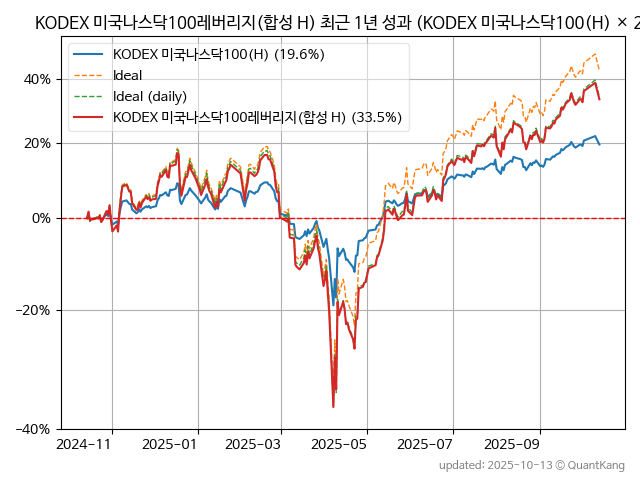 KODEX 미국나스닥100레버리지(합성 H) 최근 1년 성과 (KODEX 미국나스닥100(H) × 2
KODEX 미국나스닥100(H) (19.6%)
Ideal
Ideal (daily)
KODEX 미국나스닥100레버리지(합성 H) (33.5%)
40%
20%
0%
−20%
−40%
2024-11 2025-01 2025-03 2025-05 2025-07 2025-09
updated: 2025-10-13 © QuantKang